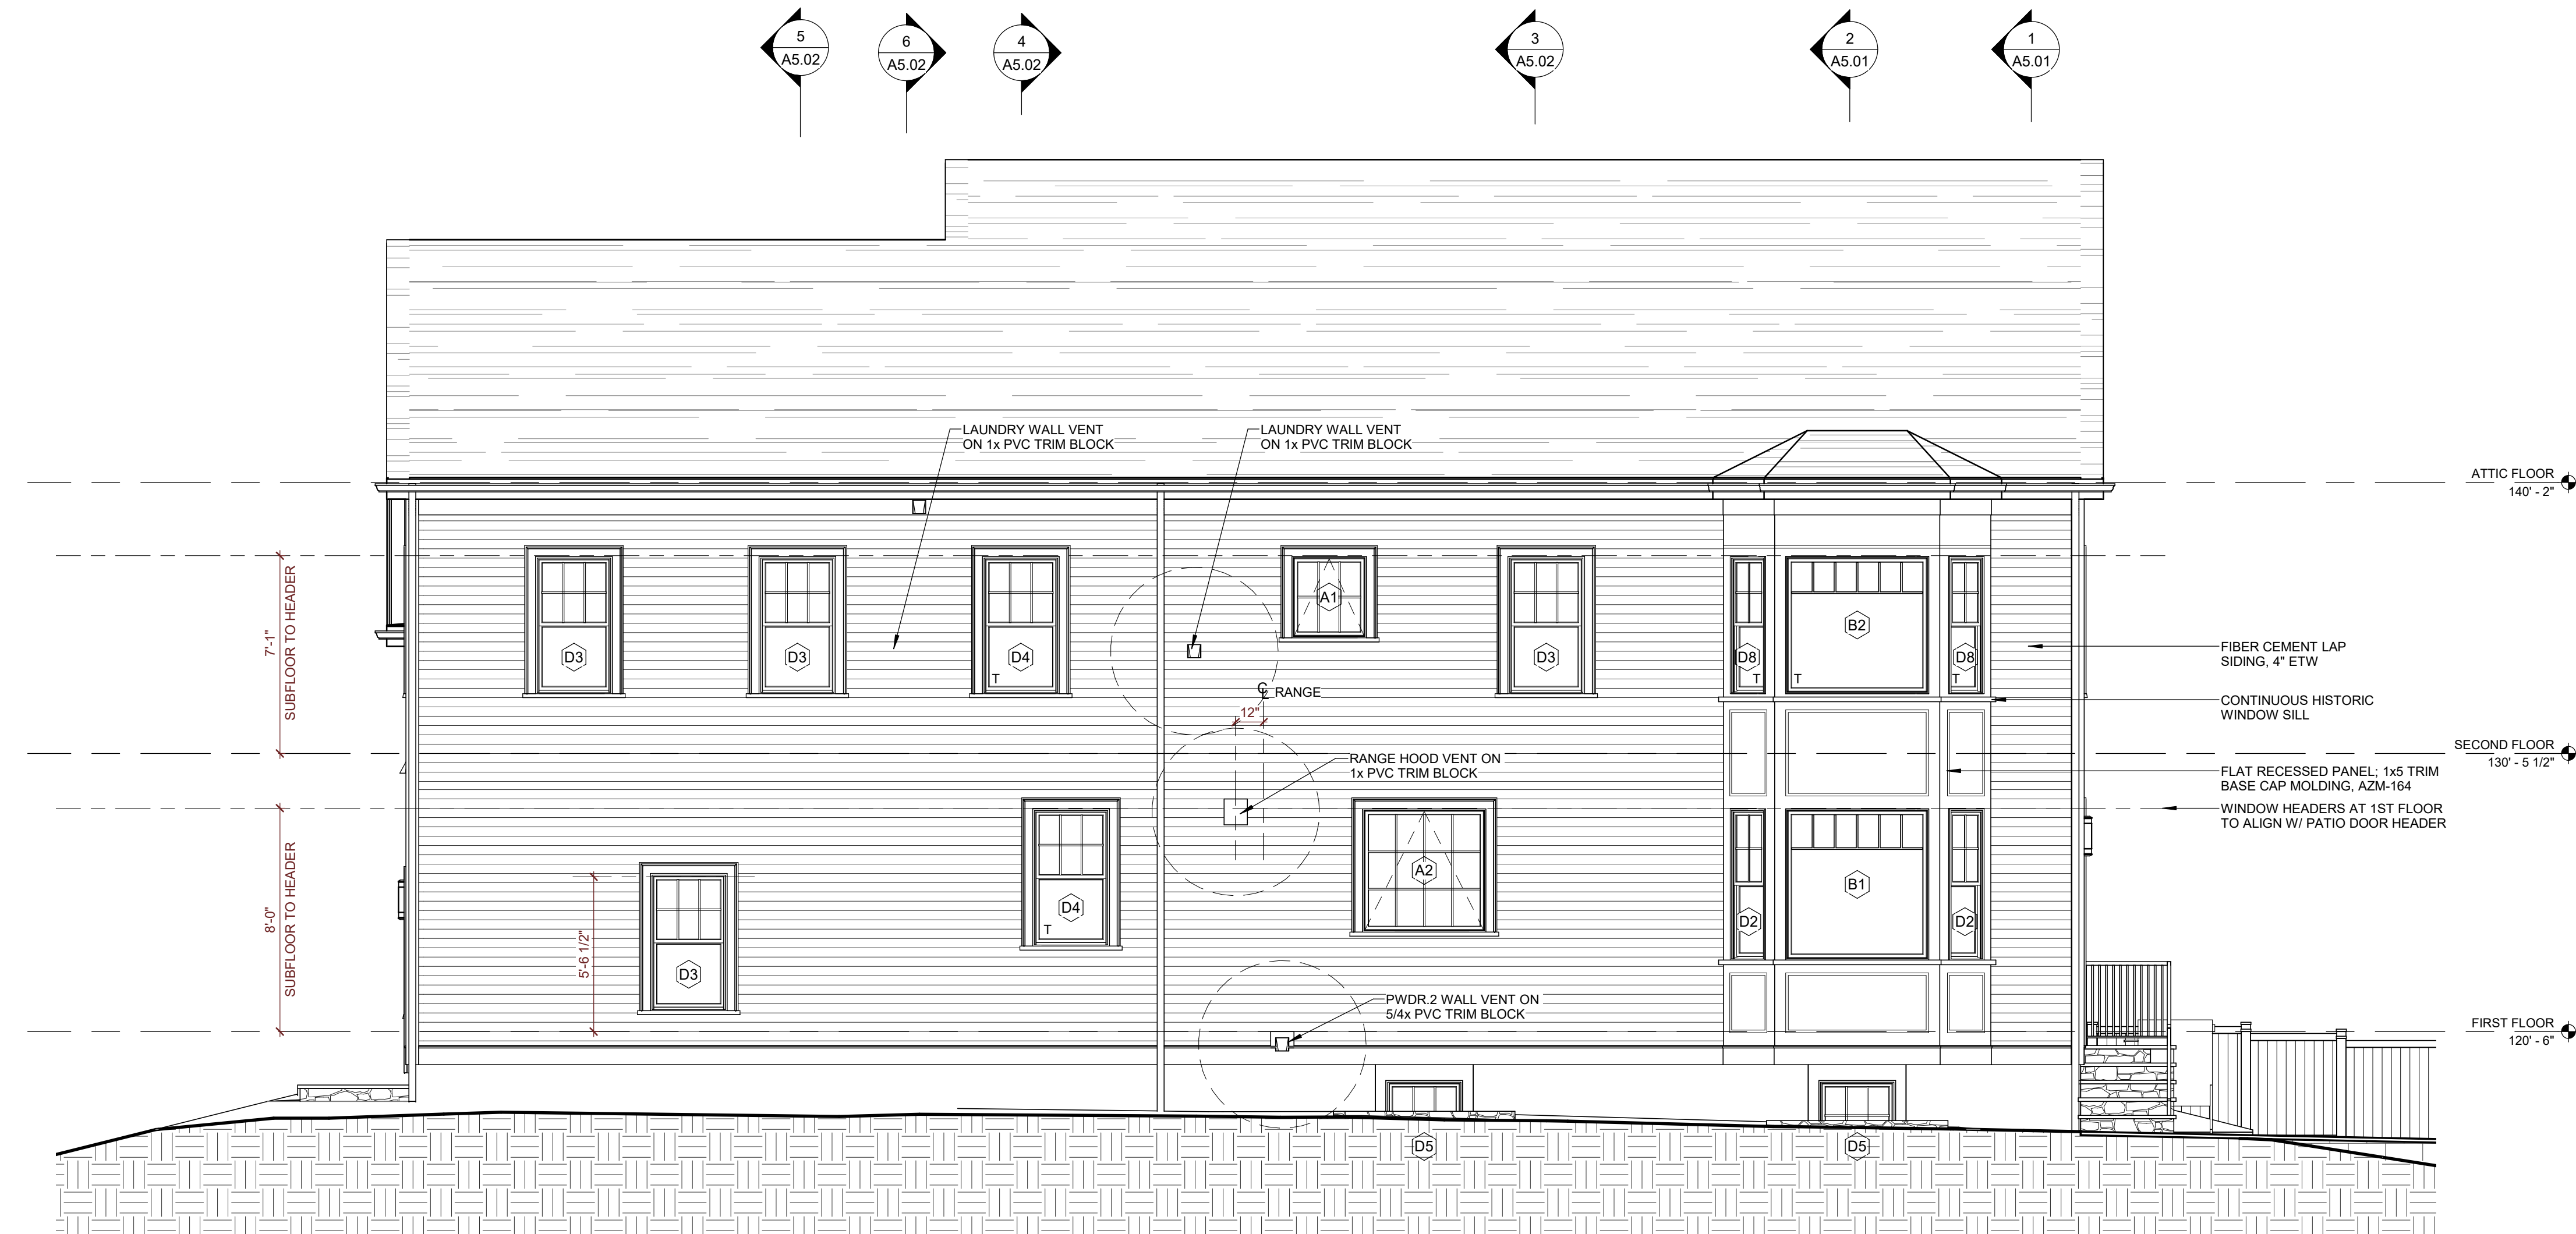 5
A5.02
6
A5.02
4
A5.02
3
A5.02
2
A5.01
1
A5.01
LAUNDRY WALL VENT
ON 1x PVC TRIM BLOCK
LAUNDRY WALL VENT
ON 1x PVC TRIM BLOCK
ATTIC FLOOR
140' - 2"
7'-1"
SUBFLOOR TO HEADER
D3
D3
D4
T
A1
D3
D8
T
B2
T
D8
T
FIBER CEMENT LAP
SIDING, 4" ETW
CL RANGE
12"
CONTINUOUS HISTORIC
WINDOW SILL
SECOND FLOOR
130' - 5 1/2"
RANGE HOOD VENT ON
1x PVC TRIM BLOCK
FLAT RECESSED PANEL; 1x5 TRIM
BASE CAP MOLDING, AZM-164
WINDOW HEADERS AT 1ST FLOOR
TO ALIGN W/ PATIO DOOR HEADER
8'-0"
SUBFLOOR TO HEADER
5'-6 1/2"
D3
D4
T
A2
D2
B1
D2
PWDR.2 WALL VENT ON
5/4x PVC TRIM BLOCK
FIRST FLOOR
120' - 6"
D5
D5